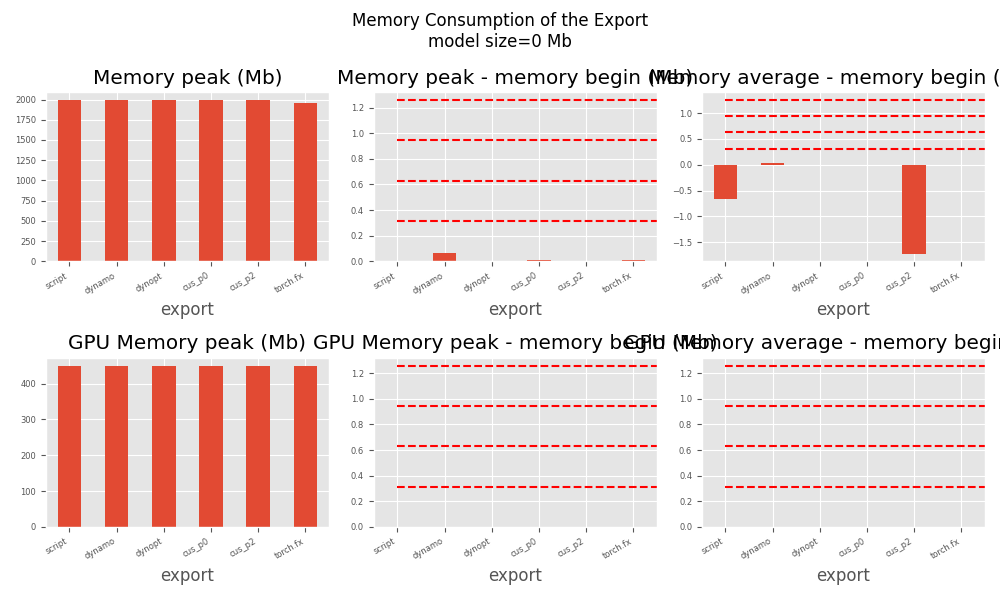 Memory Consumption of the Export
model size=0 Mb
Memory peak (Mb)
Memory peak - memory begin (Mb)
Memory average - memory begin (
2000
1750
1500
1250
1000
750
500
250
0
script
dynamo
dynopt
cus_p0
cus_p2
torch.fx
export
1.2
1.0
0.8
0.6
0.4
0.2
0.0
script
dynamo
dynopt
cus_p0
cus_p2
torch.fx
export
1.0
0.5
0.0
−0.5
−1.0
−1.5
script
dynamo
dynopt
cus_p0
cus_p2
torch.fx
export
GPU Memory peak (Mb)
GPU Memory peak - memory begin (Mb)
GPU Memory average - memory begin
400
300
200
100
0
script
dynamo
dynopt
cus_p0
cus_p2
torch.fx
export
1.2
1.0
0.8
0.6
0.4
0.2
0.0
script
dynamo
dynopt
cus_p0
cus_p2
torch.fx
export
1.2
1.0
0.8
0.6
0.4
0.2
0.0
script
dynamo
dynopt
cus_p0
cus_p2
torch.fx
export